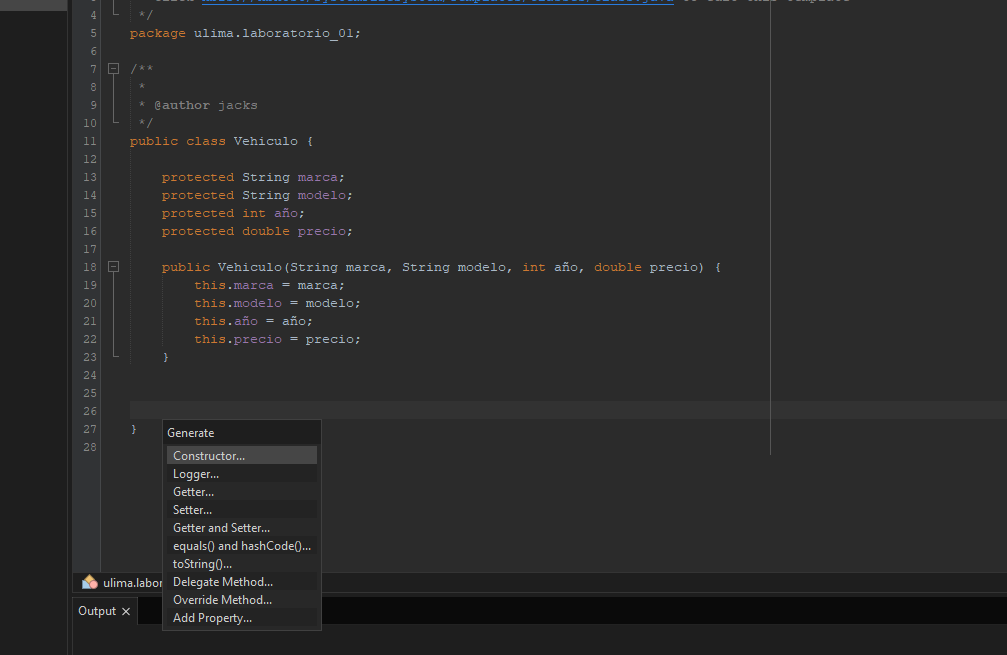 4 */
5 package ulima.laboratorio_01;
6
7 /**
8 *
9 * @author jacks
10 */
11 public class Vehiculo {
12
13 protected String marca;
14 protected String modelo;
15 protected int año;
16 protected double precio;
17
18 public Vehiculo(String marca, String modelo, int año, double precio) {
19 this.marca = marca;
20 this.modelo = modelo;
21 this.año = año;
22 this.precio = precio;
23 }
24
25
26
27 }
28
Generate
Constructor...
Logger...
Getter...
Setter...
Getter and Setter...
equals() and hashCode()...
toString()...
Delegate Method...
Override Method...
Add Property...
ulima.labor
Output ×